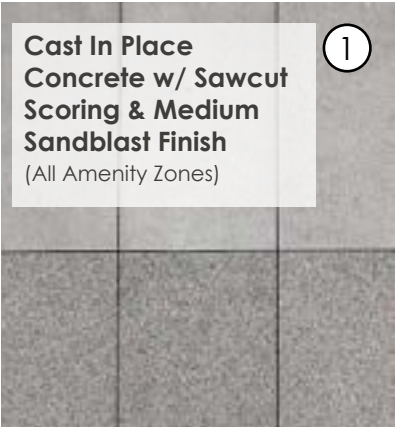 Cast In Place
Concrete w/ Sawcut
Scoring & Medium
Sandblast Finish
(All Amenity Zones)
1